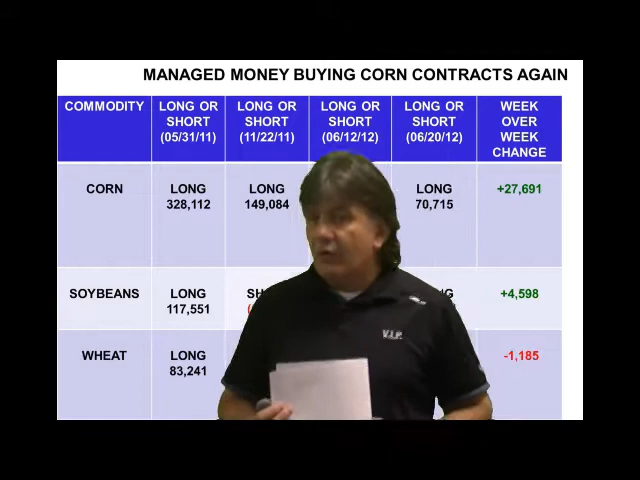 MANAGED MONEY BUYING CORN CONTRACTS AGAIN
COMMODITY
LONG OR
SHORT
(05/31/11)
LONG OR
SHORT
(11/22/11)
LONG OR
SHORT
(06/12/12)
LONG OR
SHORT
(06/20/12)
WEEK
OVER
WEEK
CHANGE
CORN
LONG
328,112
LONG
149,084
LONG
70,715
+27,691
SOYBEANS
LONG
117,551
+4,598
WHEAT
LONG
83,241
-1,185
V.I.P.